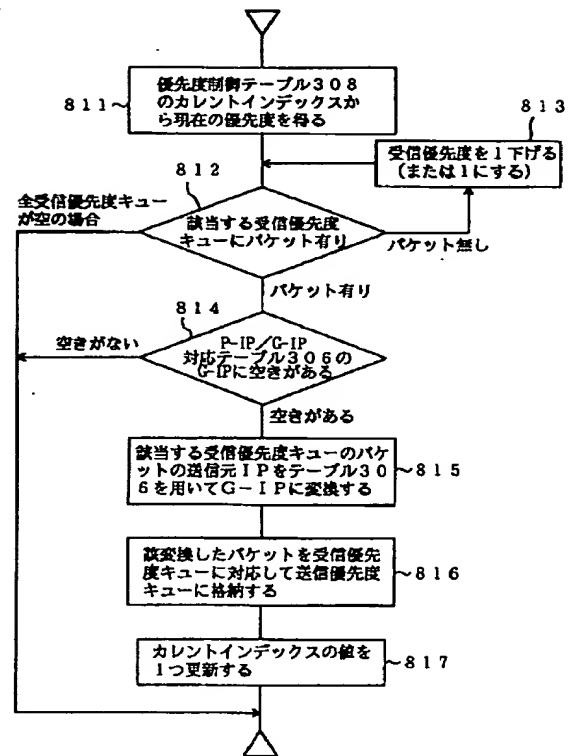 優先度制御テーブル308
のカレントインデックスか
ら現在の優先度を得る
811
813
受信優先度を1下げる
(または1にする)
812
全受信優先度キュー
が空の場合
該当する受信優先度
キューにパケット有り
パケット無し
パケット有り
814
P-IP/G-IP
対応テーブル306の
G-IPに空きがある
空きがない
空きがある
該当する受信優先度キューのパケ
ットの送信元IPをテーブル30
6を用いてG-IPに変換する
815
該変換したパケットを受信優先
度キューに対応して送信優先度
キューに格納する
816
カレントインデックスの値を
1つ更新する
817